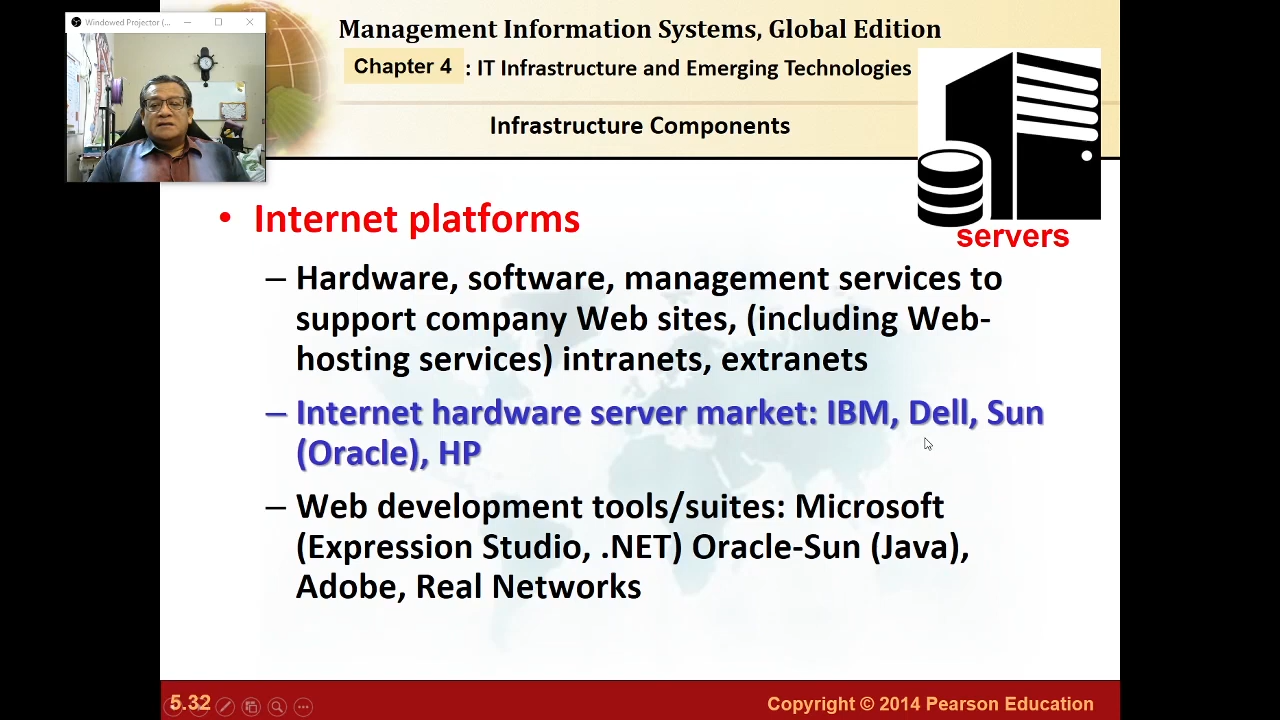 Windowed Projector (...
Management Information Systems, Global Edition
Chapter 4 : IT Infrastructure and Emerging Technologies
Infrastructure Components
servers
• Internet platforms
– Hardware, software, management services to
support company Web sites, (including Web-
hosting services) intranets, extranets
– Internet hardware server market: IBM, Dell, Sun
(Oracle), HP
– Web development tools/suites: Microsoft
(Expression Studio, .NET) Oracle-Sun (Java),
Adobe, Real Networks
5.32
Copyright © 2014 Pearson Education